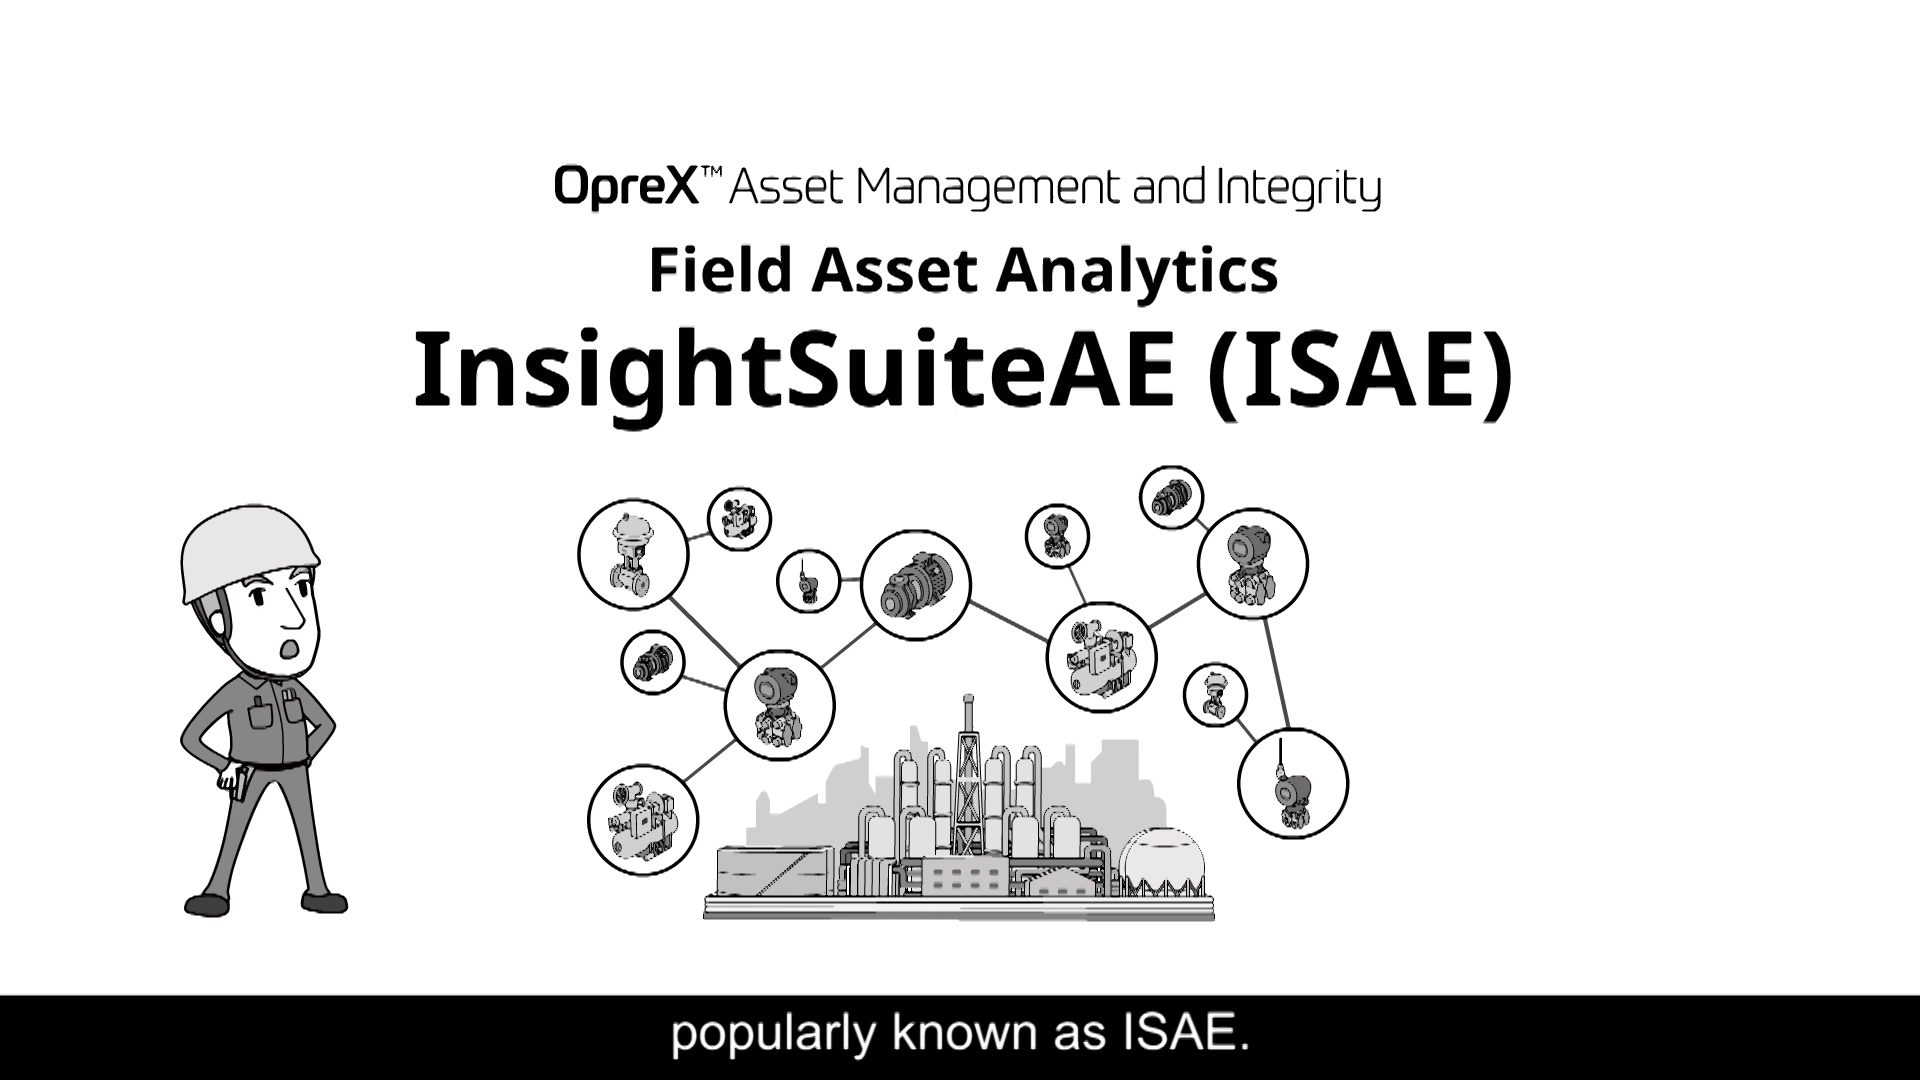 OpreX™ Asset Management and Integrity
Field Asset Analytics
InsightSuiteAE (ISAE)
popularly known as ISAE.